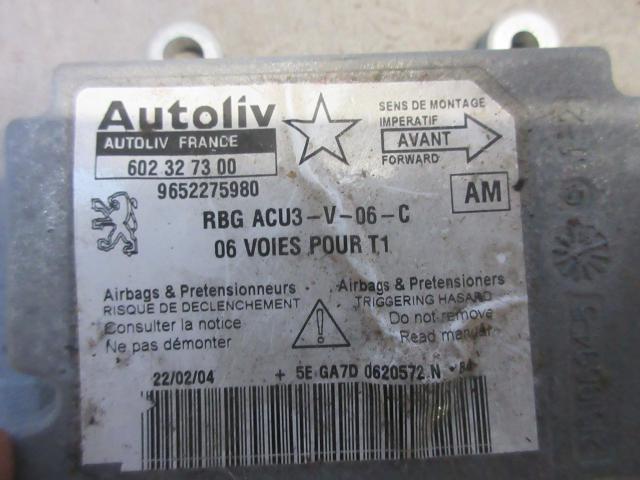 Autoliv
AUTOLIV FRANCE
602 32 73 00
9652275980
SENS DE MONTAGE
IMPERATIF
AVANT
FORWARD
AM
RBG ACU3-V-06-C
06 VOIES POUR T1
Airbags & Pretensionneurs
RISQUE DE DECLENCHEMENT
Consulter la notice
Ne pas démonter
Airbags & Pretensioners
TRIGGERING HASARD
Do not remove
Read manual
22/02/04 + 5E GA7D 0620572 N